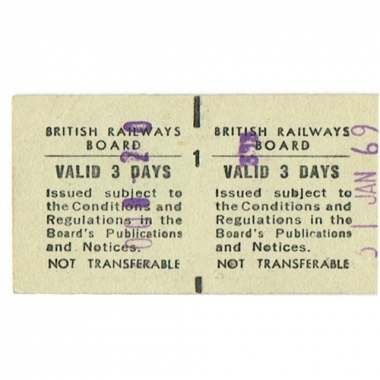 BRITISH RAILWAYS
BOARD
VALID 3 DAYS
Issued subject to
the Conditions and
Regulations in the
Board's Publications
and Notices.
NOT TRANSFERABLE
1
BRITISH RAILWAYS
BOARD
VALID 3 DAYS
Issued subject to
the Conditions and
Regulations in the
Board's Publications
and Notices.
NOT TRANSFERABLE
JAN 69